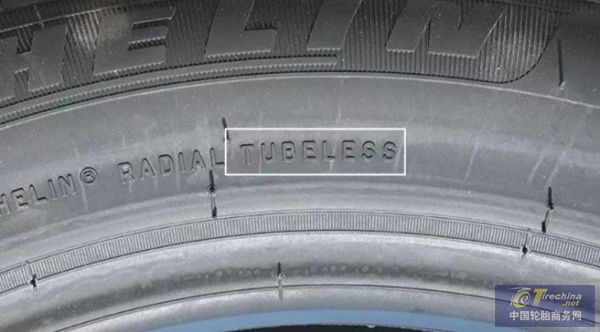 HELIN
HELIN® RADIAL TUBELESS
Tirechina
.net
中国轮胎商务网